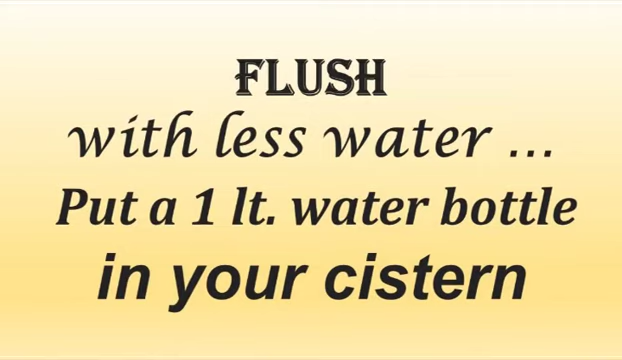 FLUSH
with less water ...
Put a 1 lt. water bottle
in your cistern